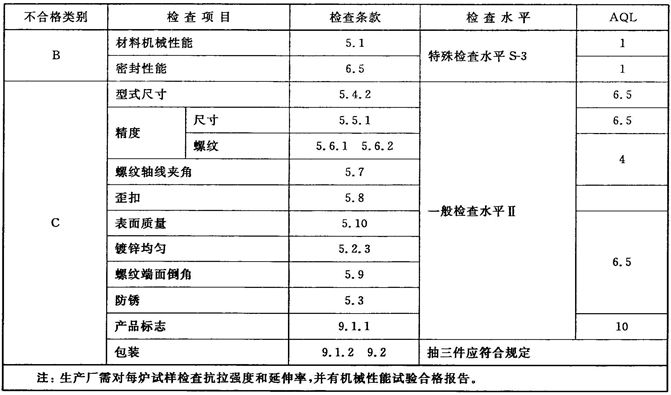 不合格类别 检查项目 检查条款 检查水平 AQL
B 材料机械性能 5.1 特殊检查水平 S-3 1
密封性能 6.5 1
C 型式尺寸 5.4.2 一般检查水平Ⅱ 6.5
精度 尺寸 5.5.1 6.5
螺纹 5.6.1 5.6.2 4
螺纹轴线夹角 5.7
歪扣 5.8
表面质量 5.10 6.5
镀锌均匀 5.2.3
螺纹端面倒角 5.9
防锈 5.3
产品标志 9.1.1 10
包装 9.1.2 9.2 抽三件应符合规定
注:生产厂需对每炉试样检查抗拉强度和延伸率,并有机械性能试验合格报告。